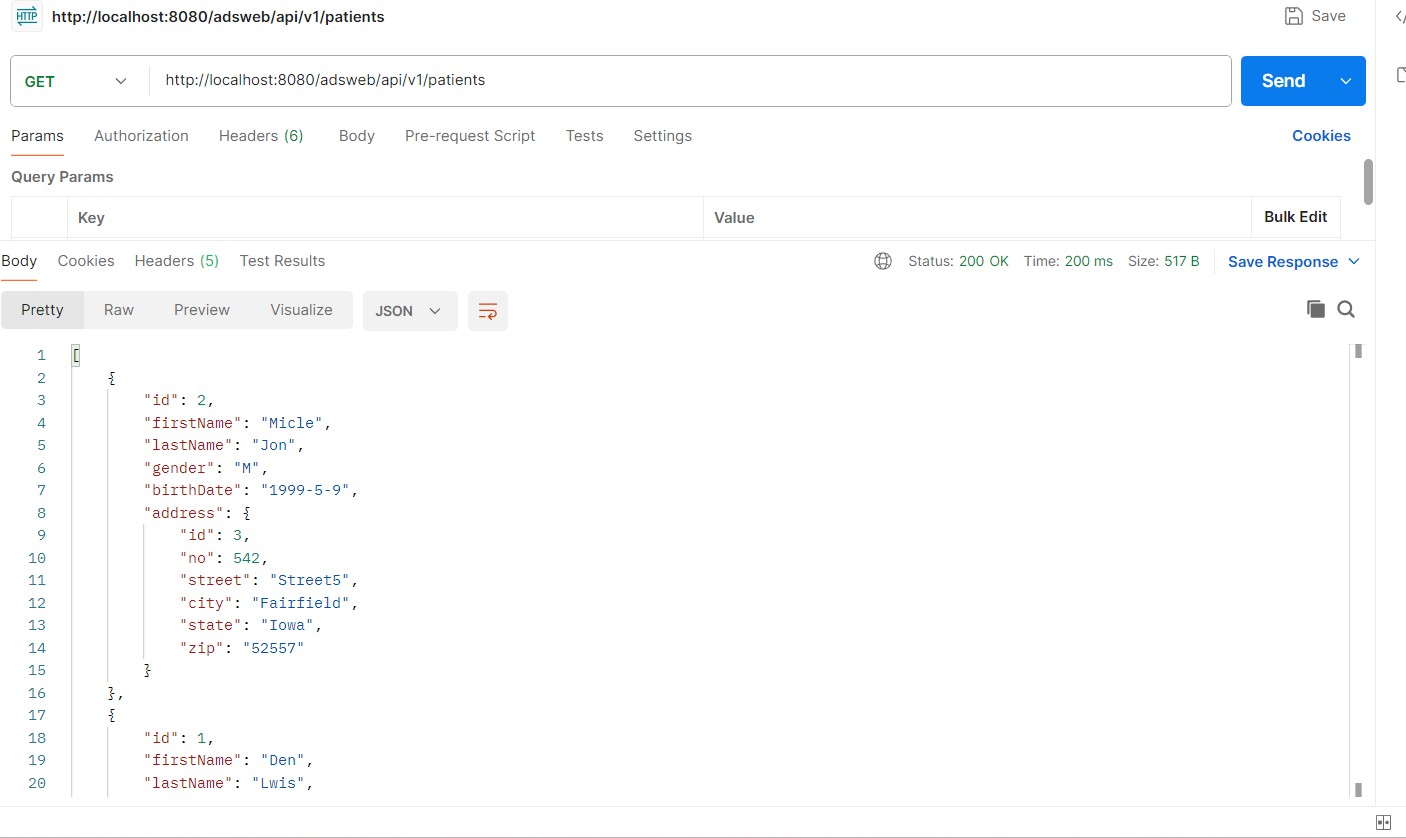 HTTP http://localhost:8080/adsweb/api/v1/patients Save
GET http://localhost:8080/adsweb/api/v1/patients Send
Params Authorization Headers (6) Body Pre-request Script Tests Settings Cookies
Query Params
Key Value Bulk Edit
Body Cookies Headers (5) Test Results Status: 200 OK Time: 200 ms Size: 517 B Save Response
Pretty Raw Preview Visualize JSON
1 [
2 {
3 "id": 2,
4 "firstName": "Micle",
5 "lastName": "Jon",
6 "gender": "M",
7 "birthDate": "1999-5-9",
8 "address": {
9 "id": 3,
10 "no": 542,
11 "street": "Street5",
12 "city": "Fairfield",
13 "state": "Iowa",
14 "zip": "52557"
15 }
16 },
17 {
18 "id": 1,
19 "firstName": "Den",
20 "lastName": "Lwis",